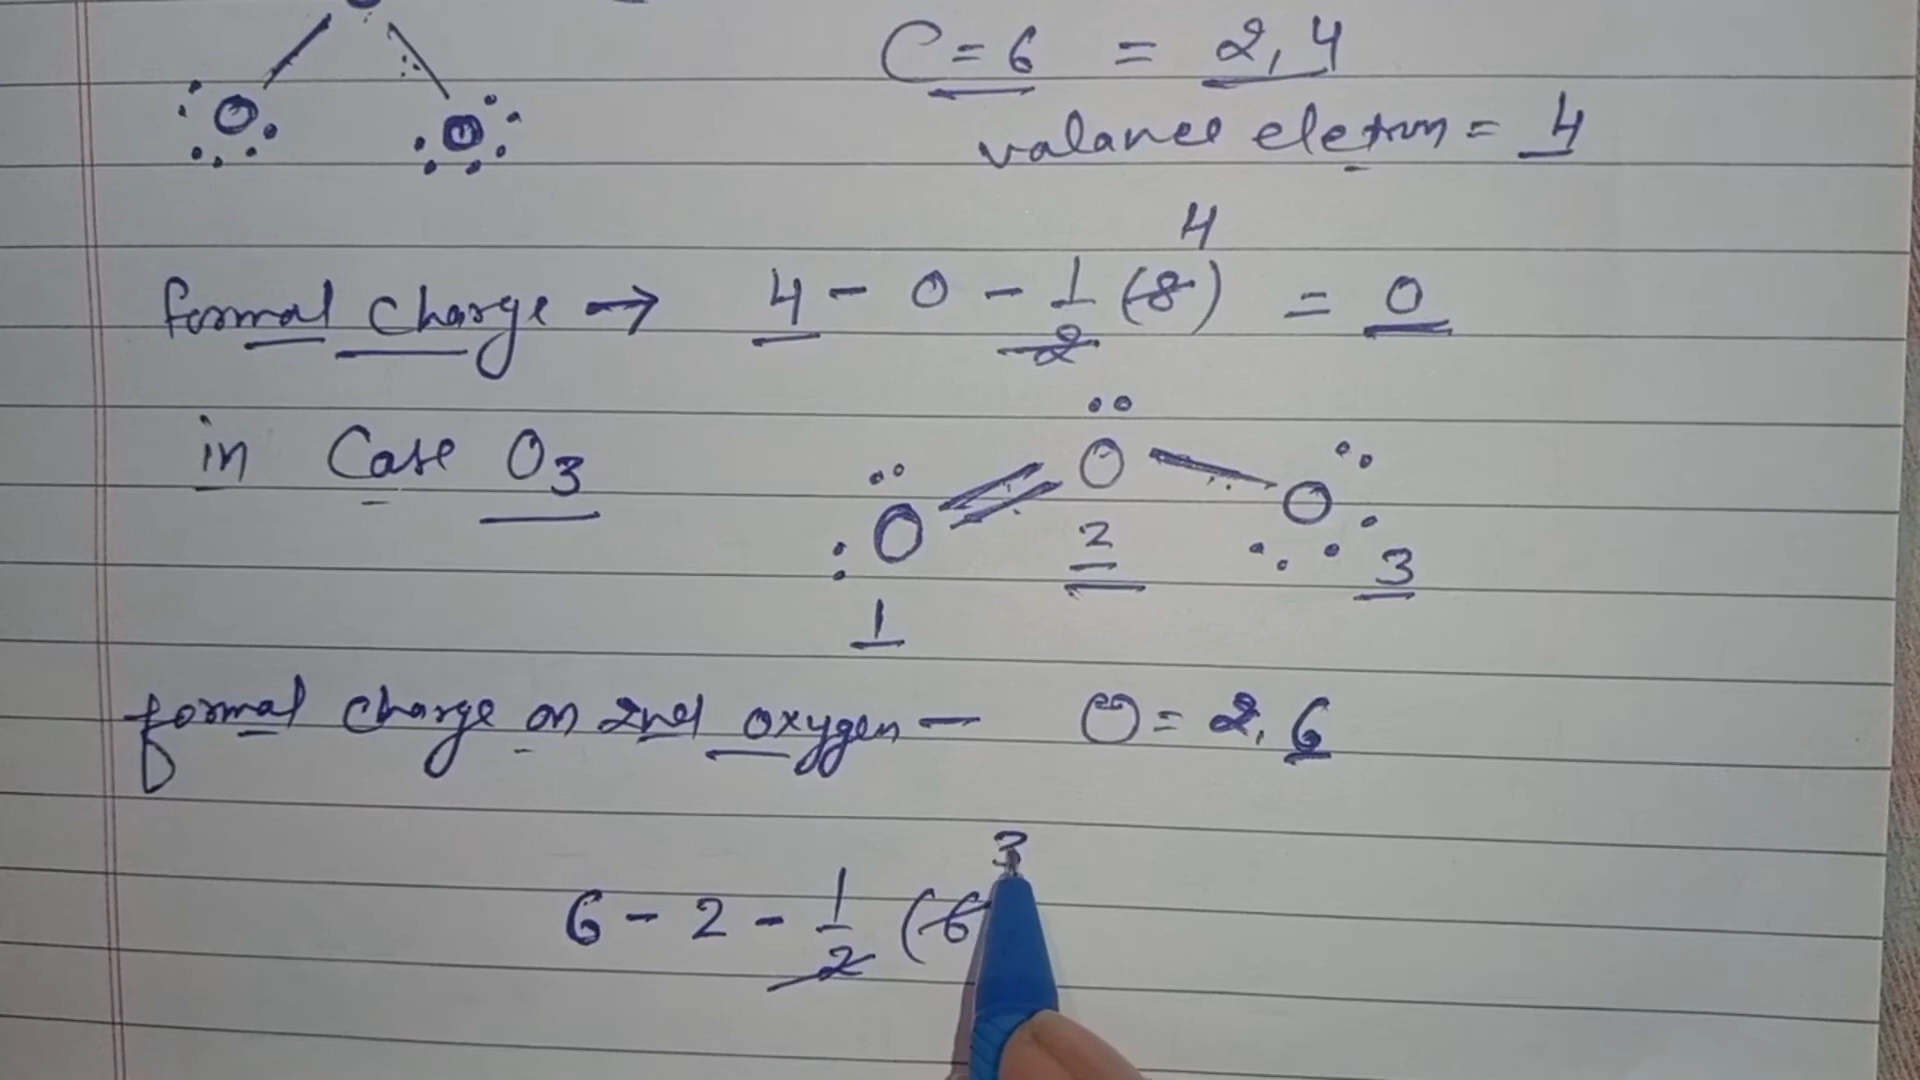 O O
C = 6 = 2, 4
valance eletron = 4
4
formal charge → 4 - 0 - 1/2 (8) = 0
in Case O3
O O O
1 2 3
formal charge on 2nd oxygen — O = 2, 6
3
6 - 2 - 1/2 (6